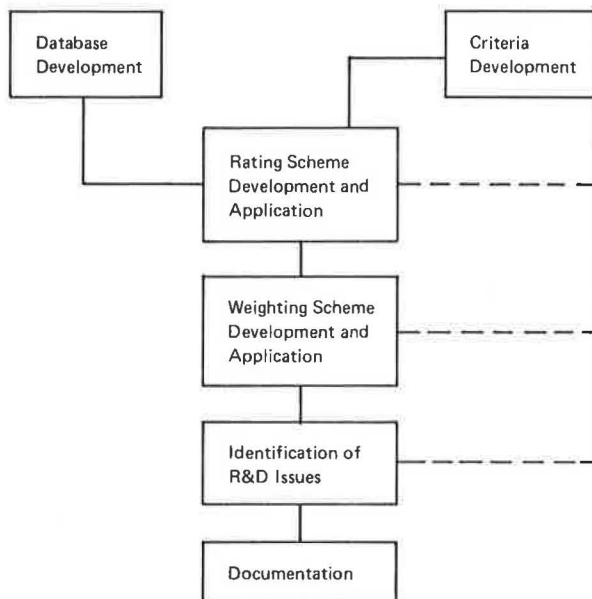 Database
Development
Criteria
Development
Rating Scheme
Development and
Application
Weighting Scheme
Development and
Application
Identification of
R&D Issues
Documentation